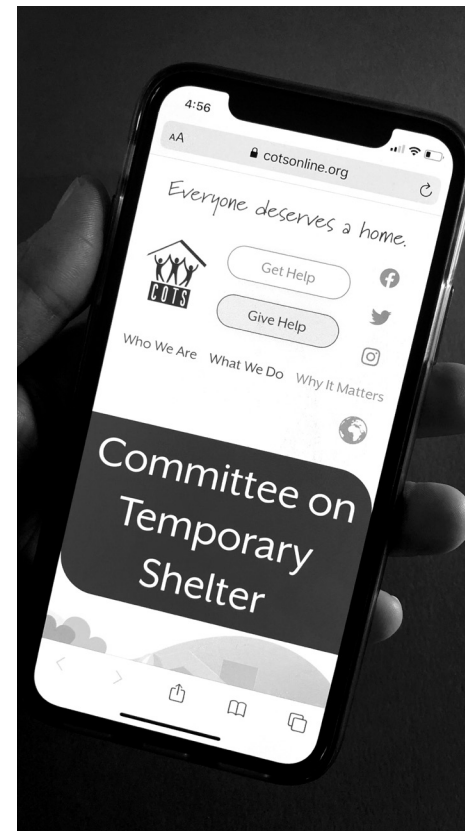 4:56
AA
cotsonline.org
Everyone deserves a home.
COTS
Get Help
Give Help
Who We Are What We Do Why It Matters
Committee on
Temporary
Shelter